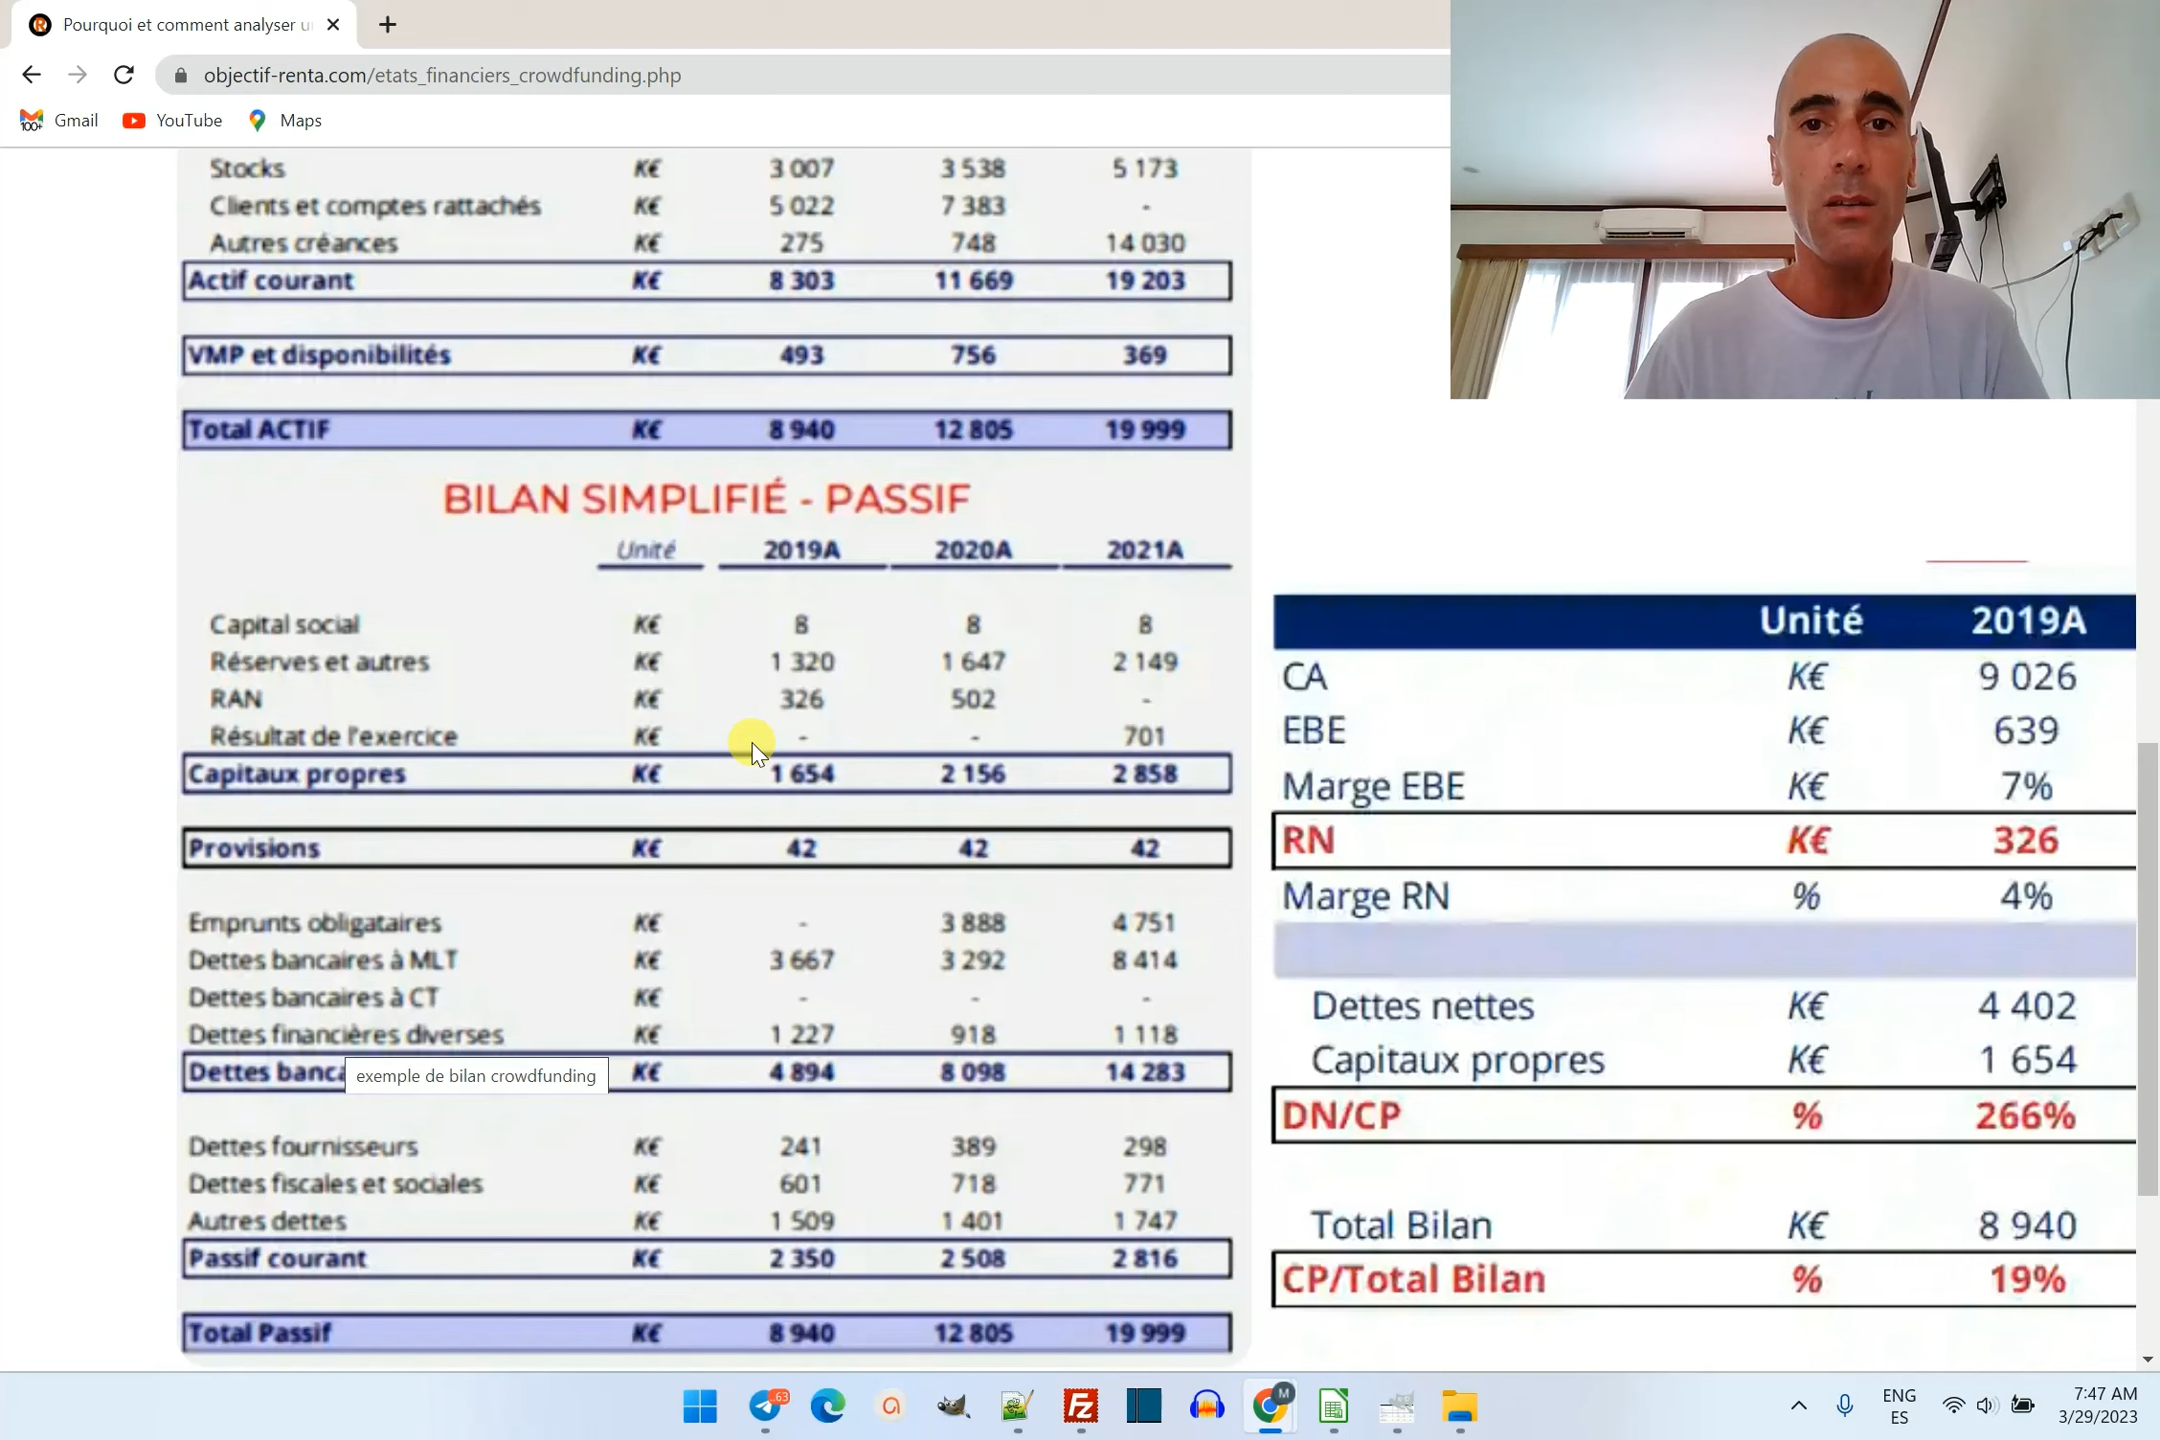 Pourquoi et comment analyser u
objectif-renta.com/etats_financiers_crowdfunding.php
Gmail YouTube Maps
Stocks K€ 3 007 3 538 5 173
Clients et comptes rattachés K€ 5 022 7 383 -
Autres créances K€ 275 748 14 030
Actif courant K€ 8 303 11 669 19 203
VMP et disponibilités K€ 493 756 369
Total ACTIF K€ 8 940 12 805 19 999
BILAN SIMPLIFIÉ - PASSIF
Unité 2019A 2020A 2021A
Capital social K€ 8 8 8
Réserves et autres K€ 1 320 1 647 2 149
RAN K€ 326 502 -
Résultat de l'exercice K€ - - 701
Capitaux propres K€ 1 654 2 156 2 858
Provisions K€ 42 42 42
Emprunts obligataires K€ - 3 888 4 751
Dettes bancaires à MLT K€ 3 667 3 292 8 414
Dettes bancaires à CT K€ - - -
Dettes financières diverses K€ 1 227 918 1 118
Dettes banca K€ 4 894 8 098 14 283
exemple de bilan crowdfunding
Dettes fournisseurs K€ 241 389 298
Dettes fiscales et sociales K€ 601 718 771
Autres dettes K€ 1 509 1 401 1 747
Passif courant K€ 2 350 2 508 2 816
Total Passif K€ 8 940 12 805 19 999
Unité 2019A
CA K€ 9 026
EBE K€ 639
Marge EBE K€ 7%
RN K€ 326
Marge RN % 4%
Dettes nettes K€ 4 402
Capitaux propres K€ 1 654
DN/CP % 266%
Total Bilan K€ 8 940
CP/Total Bilan % 19%
63
M
ENG
ES
7:47 AM
3/29/2023